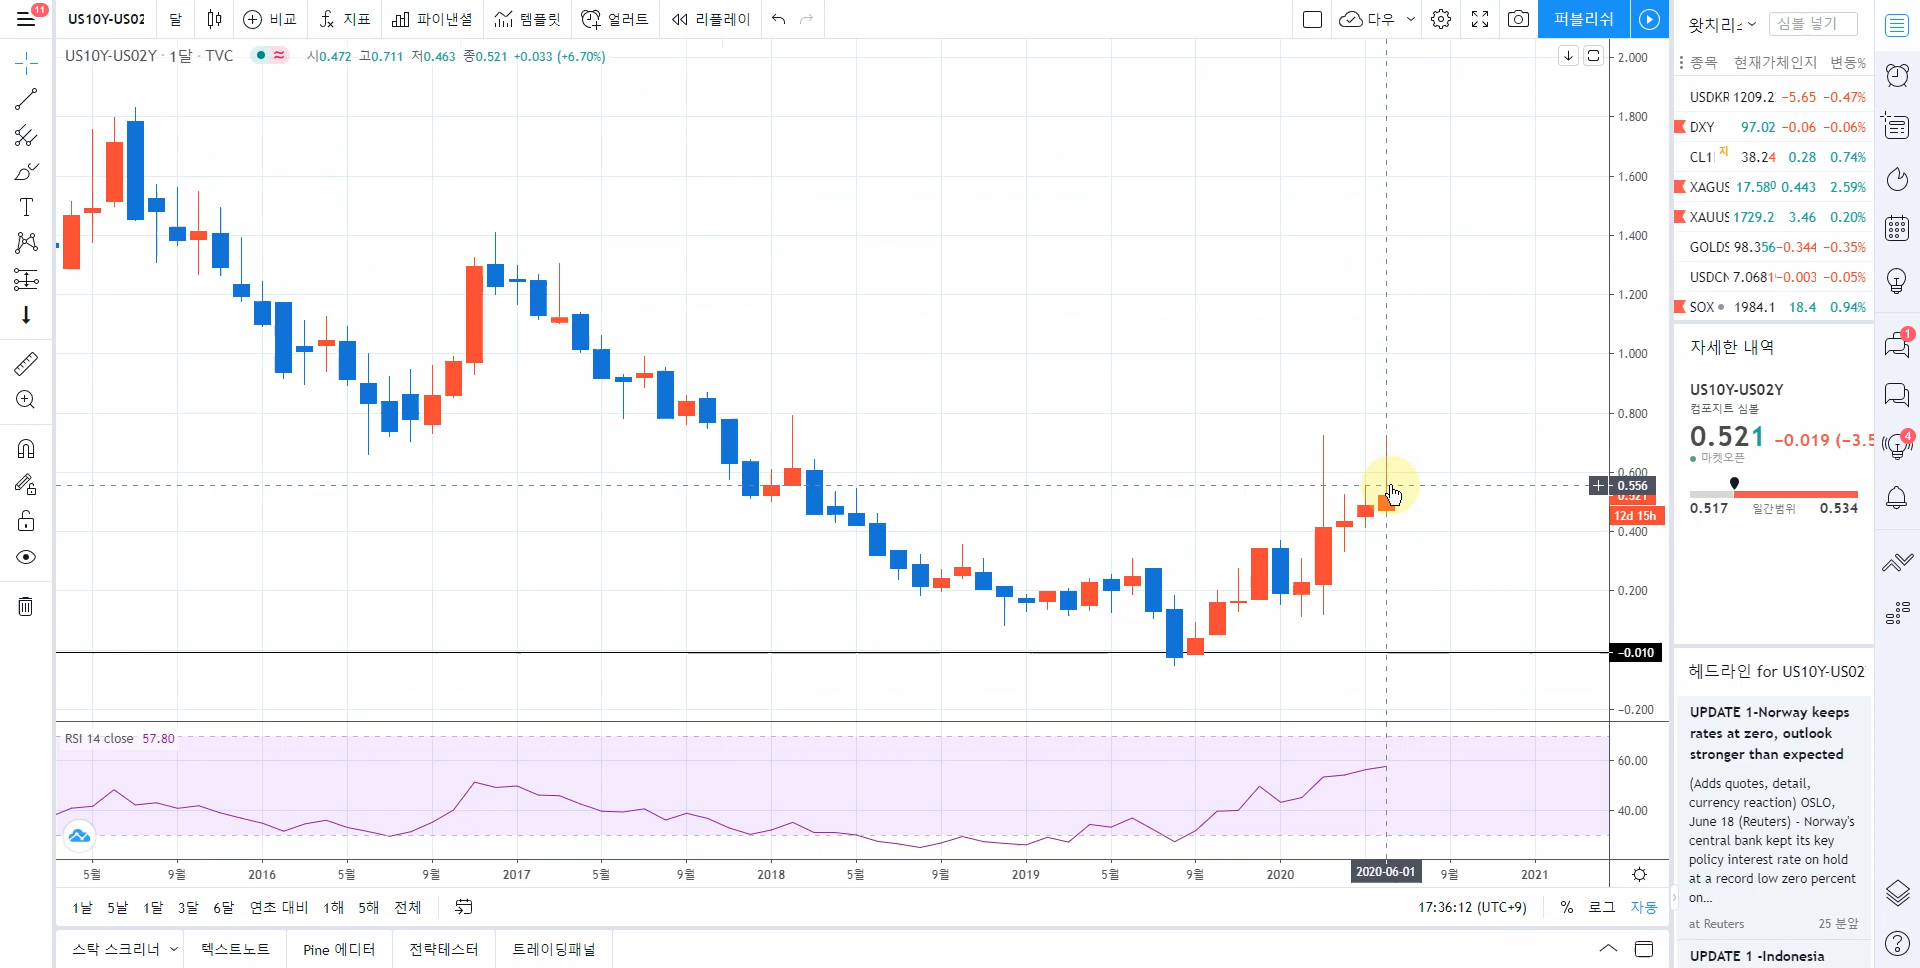 11
US10Y-US02
달
비교
지표
파이낸셜
템플릿
얼러트
리플레이
다우
퍼블리쉬
왓치리스
심볼 넣기
US10Y-US02Y · 1달 · TVC
시0.472 고0.711 저0.463 종0.521 +0.033 (+6.70%)
종목 현재가 체인지 변동%
USDKR 1209.2 −5.65 −0.47%
DXY 97.02 −0.06 −0.06%
CL1! 지 38.24 0.28 0.74%
XAGUS 17.580 0.443 2.59%
XAUUS 1729.2 3.46 0.20%
GOLDS 98.356 −0.344 −0.35%
USDCN 7.0681 −0.003 −0.05%
SOX 1984.1 18.4 0.94%
2.000
1.800
1.600
1.400
1.200
1.000
0.800
0.600
0.556
0.521
12d 15h
0.400
0.200
−0.010
−0.200
자세한 내역
US10Y-US02Y
컴포지트 심볼
0.521 −0.019 (−3.5
마켓오픈
0.517 일간범위 0.534
1
4
RSI 14 close 57.80
60.00
40.00
5월 9월 2016 5월 9월 2017 5월 9월 2018 5월 9월 2019 5월 9월 2020 2020-06-01 9월 2021
1날 5날 1달 3달 6달 연초 대비 1해 5해 전체
17:36:12 (UTC+9) % 로그 자동
스탁 스크리너 텍스트노트 Pine 에디터 전략테스터 트레이딩패널
헤드라인 for US10Y-US02
UPDATE 1-Norway keeps
rates at zero, outlook
stronger than expected
(Adds quotes, detail,
currency reaction) OSLO,
June 18 (Reuters) - Norway's
central bank kept its key
policy interest rate on hold
at a record low zero percent
on...
at Reuters 25 분앞
UPDATE 1 -Indonesia